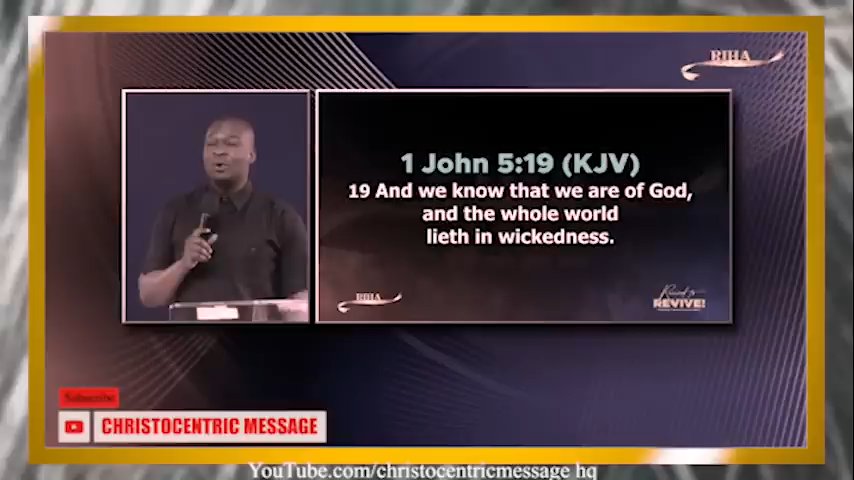 RIHA
1 John 5:19 (KJV)
19 And we know that we are of God,
and the whole world
lieth in wickedness.
RIHA
REVIVE!
Subscribe
CHRISTOCENTRIC MESSAGE
YouTube.com/christocentricmessage hq